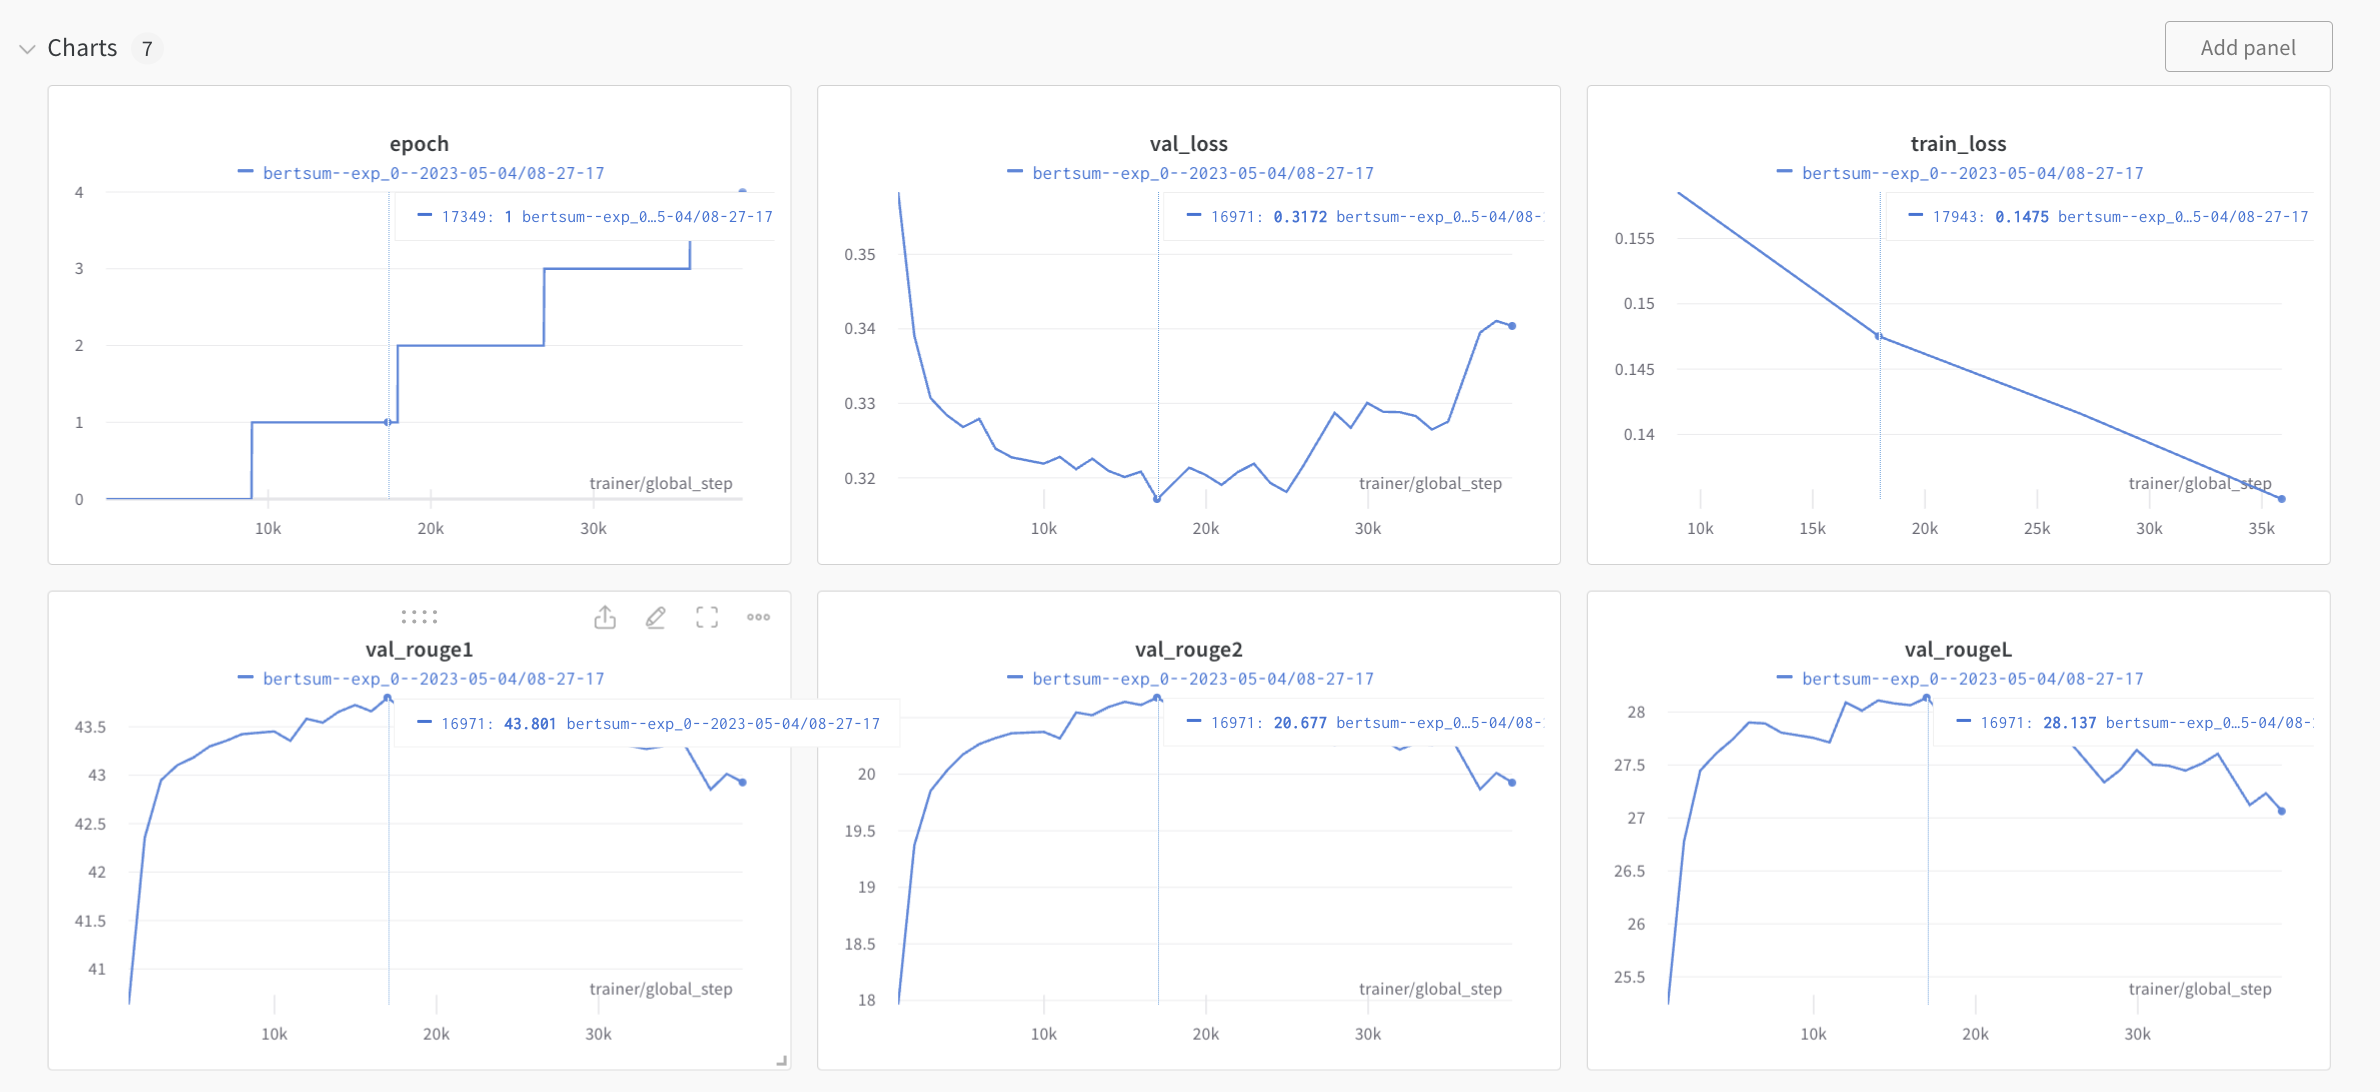 Charts 7
Add panel
epoch
bertsum--exp_0--2023-05-04/08-27-17
17349: 1 bertsum--exp_0…5-04/08-27-17
4
3
2
1
0
trainer/global_step
10k 20k 30k
val_loss
bertsum--exp_0--2023-05-04/08-27-17
16971: 0.3172 bertsum--exp_0…5-04/08-
0.35
0.34
0.33
0.32
trainer/global_step
10k 20k 30k
train_loss
bertsum--exp_0--2023-05-04/08-27-17
17943: 0.1475 bertsum--exp_0…5-04/08-27-17
0.155
0.15
0.145
0.14
trainer/global_step
10k 15k 20k 25k 30k 35k
val_rouge1
bertsum--exp_0--2023-05-04/08-27-17
16971: 43.801 bertsum--exp_0--2023-05-04/08-27-17
43.5
43
42.5
42
41.5
41
trainer/global_step
10k 20k 30k
val_rouge2
bertsum--exp_0--2023-05-04/08-27-17
16971: 20.677 bertsum--exp_0…5-04/08-
20
19.5
19
18.5
18
trainer/global_step
10k 20k 30k
val_rougeL
bertsum--exp_0--2023-05-04/08-27-17
16971: 28.137 bertsum--exp_0…5-04/08-
28
27.5
27
26.5
26
25.5
trainer/global_step
10k 20k 30k